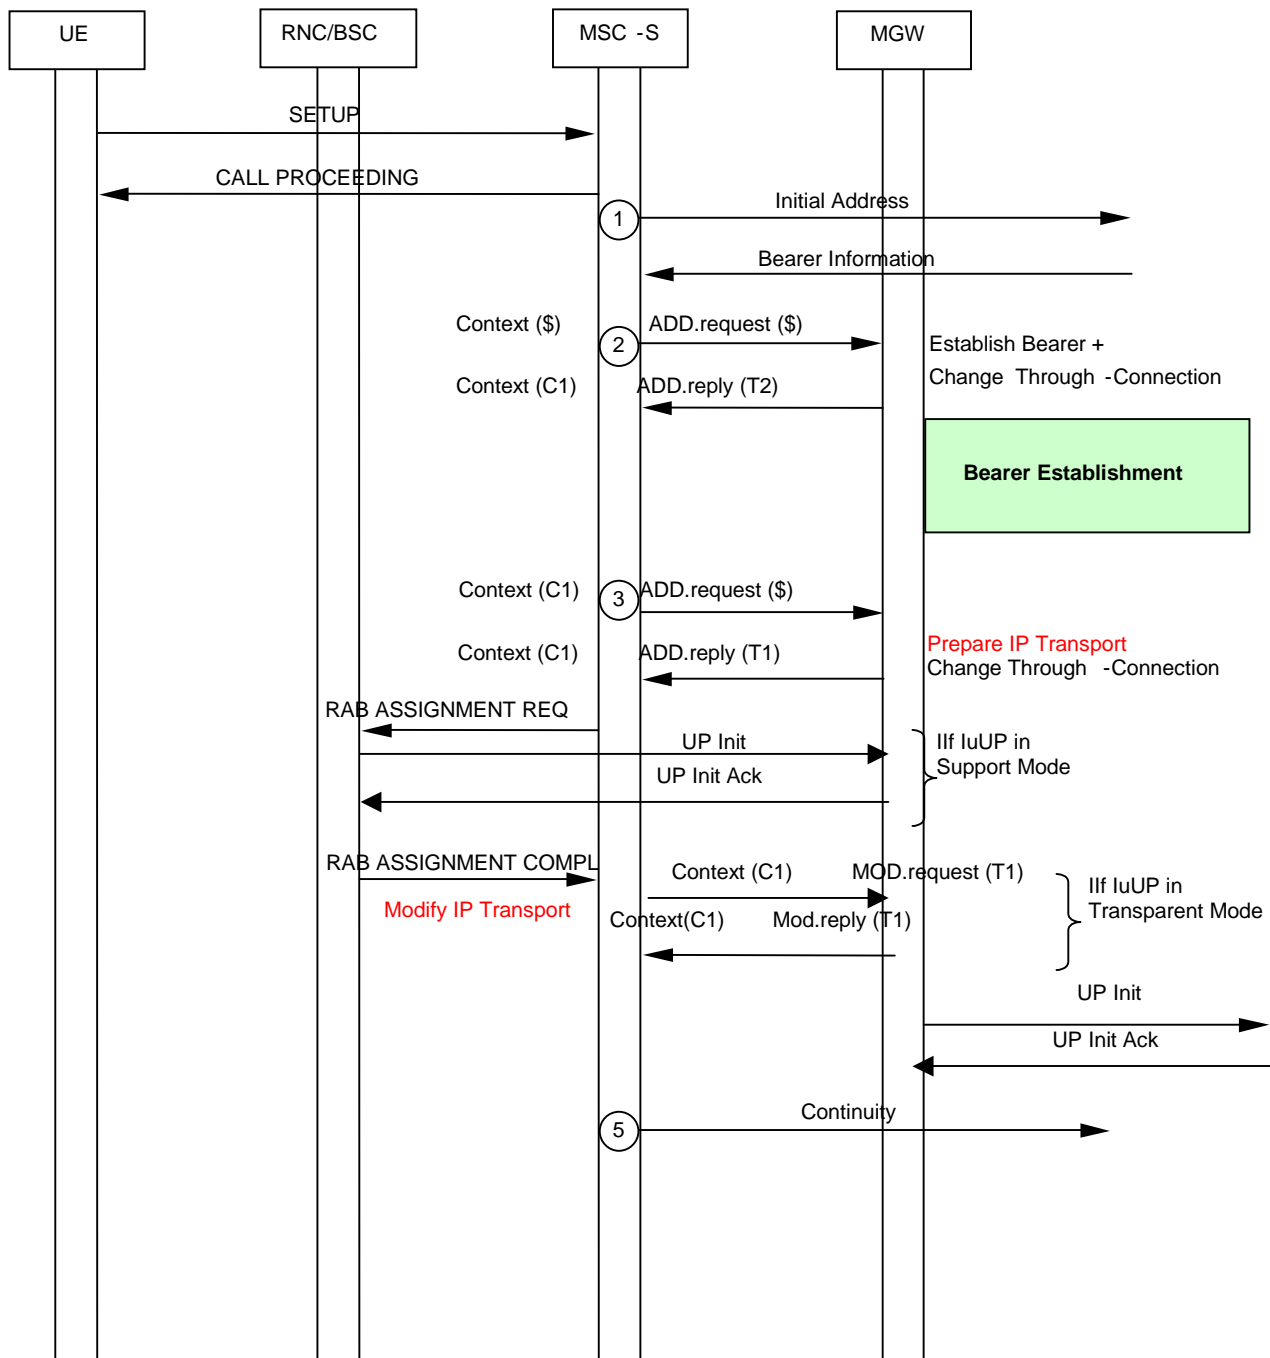 UE
RNC/BSC
MSC -S
MGW
SETUP
CALL PROCEEDING
1
Initial Address
Bearer Information
Context ($)
2
ADD.request ($)
Establish Bearer +
Change Through -Connection
Context (C1)
ADD.reply (T2)
Bearer Establishment
Context (C1)
3
ADD.request ($)
Prepare IP Transport
Change Through -Connection
Context (C1)
ADD.reply (T1)
RAB ASSIGNMENT REQ
UP Init
UP Init Ack
IIf IuUP in
Support Mode
RAB ASSIGNMENT COMPL
Modify IP Transport
Context (C1)
MOD.request (T1)
Context(C1)
Mod.reply (T1)
IIf IuUP in
Transparent Mode
UP Init
UP Init Ack
5
Continuity